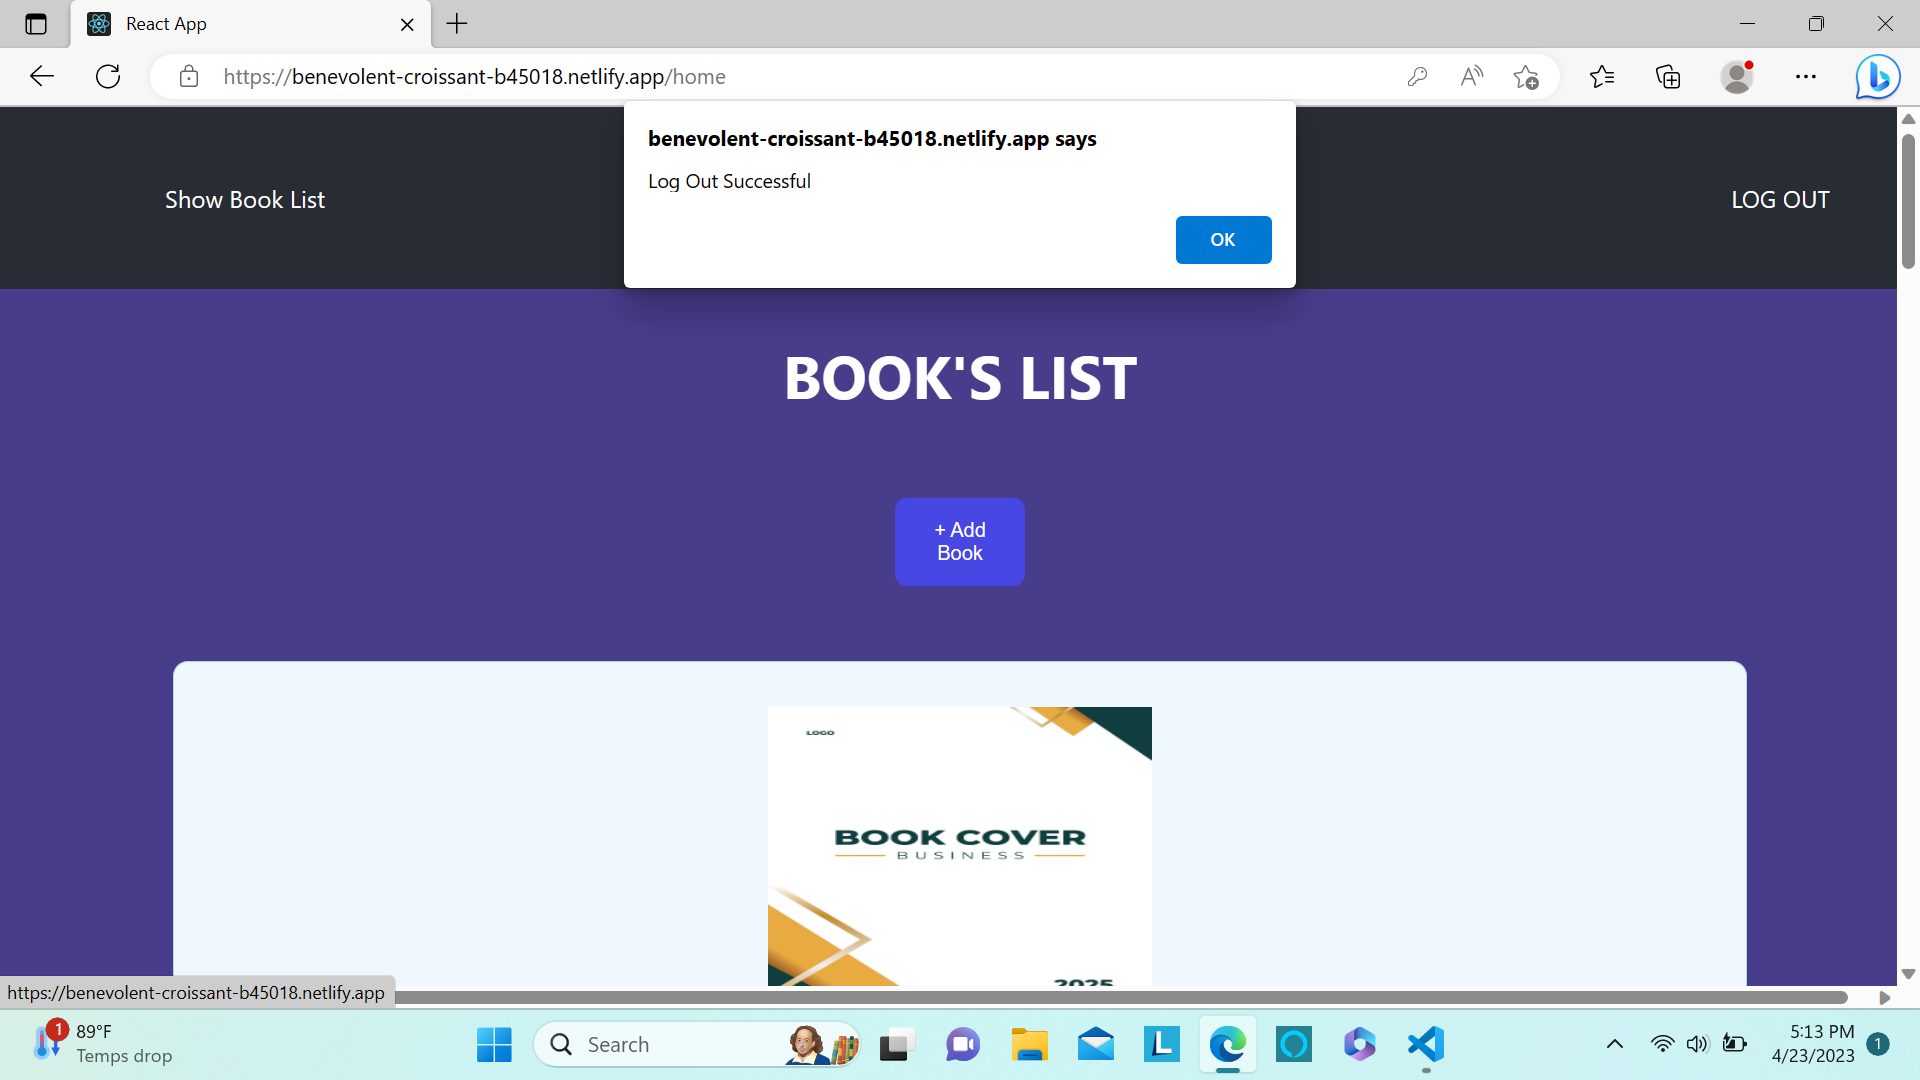 React App
https://benevolent-croissant-b45018.netlify.app/home
benevolent-croissant-b45018.netlify.app says
Log Out Successful
OK
Show Book List
LOG OUT
BOOK'S LIST
+ Add
Book
LOGO
BOOK COVER
BUSINESS
2025
https://benevolent-croissant-b45018.netlify.app
1
89°F
Temps drop
Search
5:13 PM
4/23/2023
1